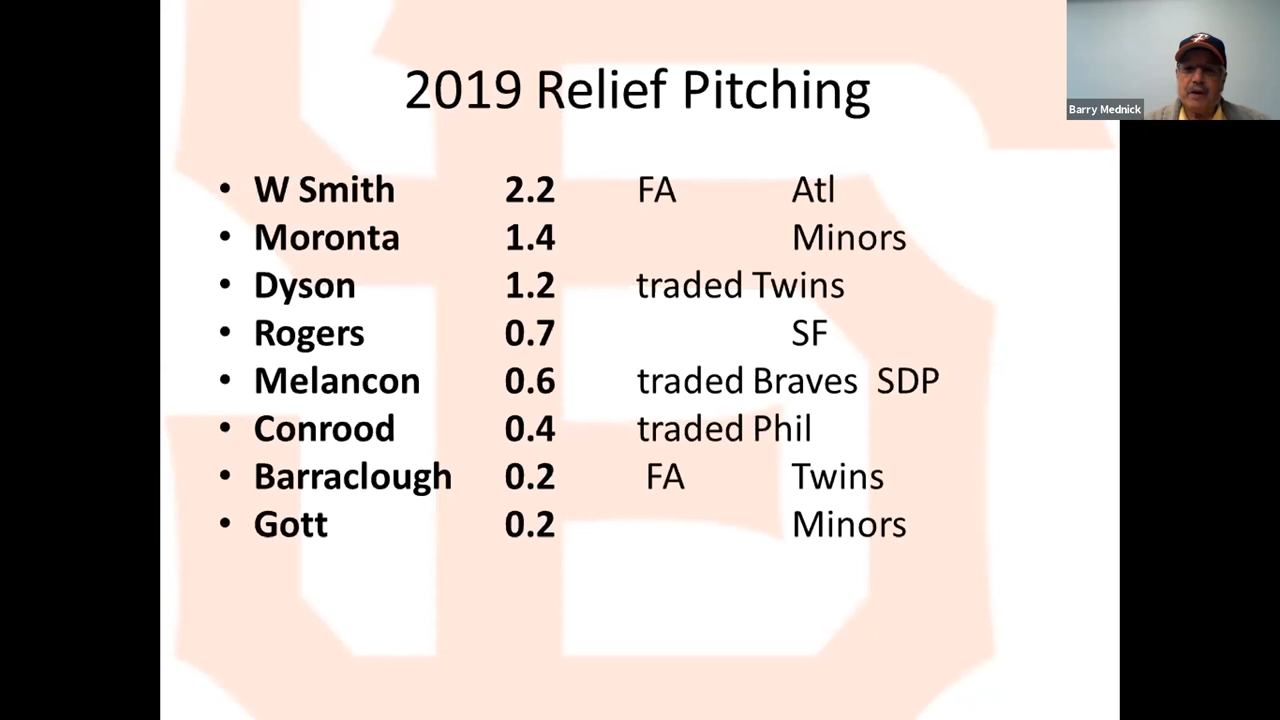 2019 Relief Pitching
Barry Mednick
• W Smith 2.2 FA Atl
• Moronta 1.4 Minors
• Dyson 1.2 traded Twins
• Rogers 0.7 SF
• Melancon 0.6 traded Braves SDP
• Conrood 0.4 traded Phil
• Barraclough 0.2 FA Twins
• Gott 0.2 Minors